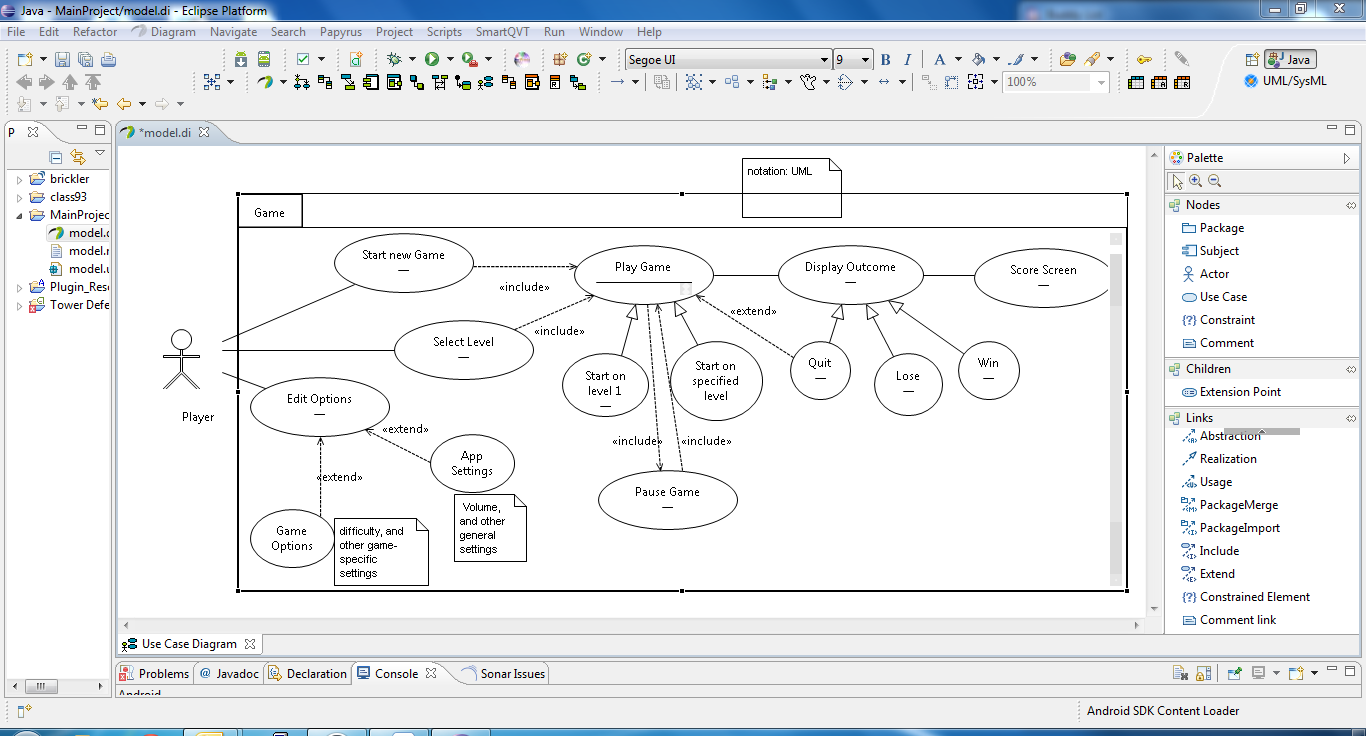 Java - MainProject/model.di - Eclipse Platform
File Edit Refactor Diagram Navigate Search Papyrus Project Scripts SmartQVT Run Window Help
Segoe UI 9
Java
100%
UML/SysML
P
*model.di
brickler
class93
MainProjec
model.
model.
model.
Plugin_Res
Tower Defe
notation: UML
Game
Start new Game
Play Game
Display Outcome
Score Screen
«include»
Select Level
«include»
«extend»
Start on
level 1
Start on
specified
level
Quit
Lose
Win
Player
Edit Options
«extend»
App
Settings
«include»
«include»
«extend»
Pause Game
Volume,
and other
general
settings
Game
Options
difficulty, and
other game-
specific
settings
Palette
Nodes
Package
Subject
Actor
Use Case
Constraint
Comment
Children
Extension Point
Links
Abstraction
Realization
Usage
PackageMerge
PackageImport
Include
Extend
Constrained Element
Comment link
Use Case Diagram
Problems @ Javadoc Declaration Console Sonar Issues
Android
Android SDK Content Loader